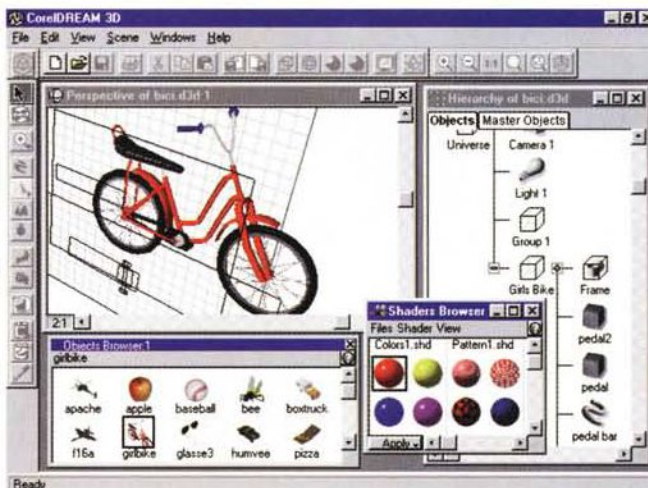 CorelDREAM 3D
File Edit View Scene Windows Help
1:1
Perspective of bici.d3d:1
2:1
Hierarchy of bici.d3d
Objects Master Objects
Universe Camera 1
Light 1
Group 1
Girls Bike Frame
pedal2
pedal
pedal bar
Objects Browser:1
girlbike
apache apple baseball bee boxtruck
f16a girlbike glasse3 humvee pizza
Shaders Browser
Files Shader View
Colors1.shd Pattern1.shd
Apply
Ready